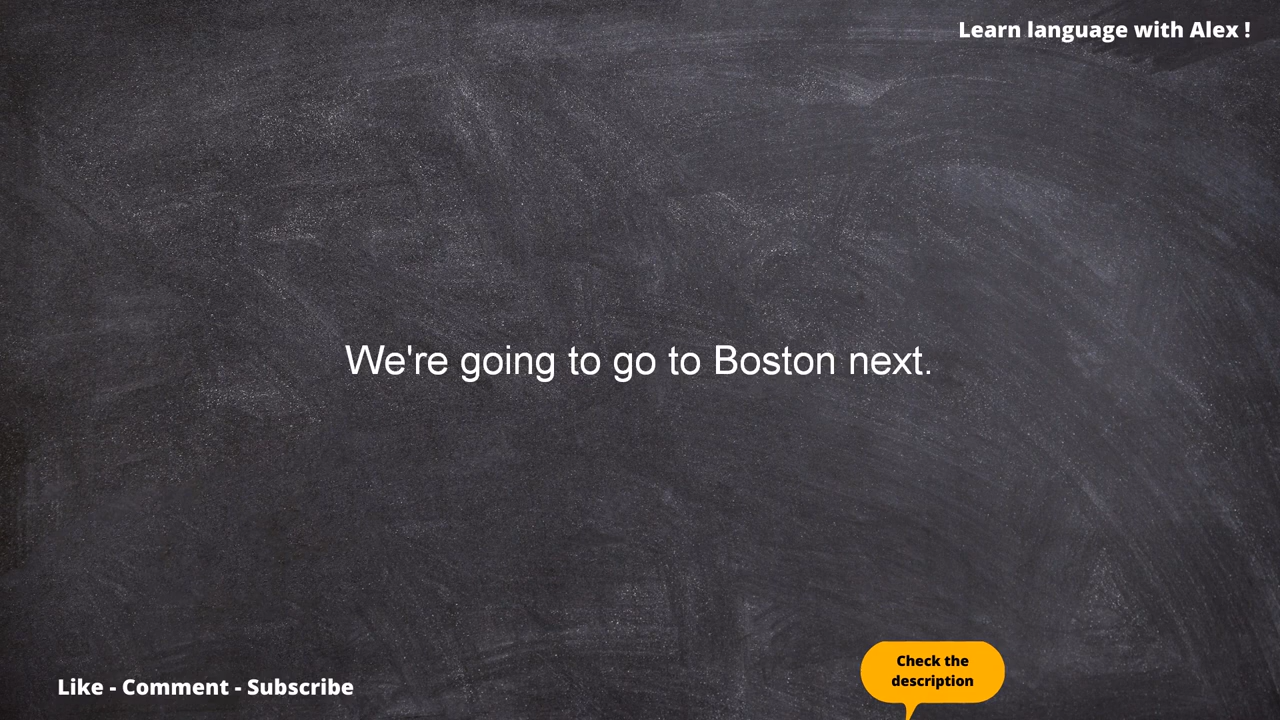 Learn language with Alex !
We're going to go to Boston next.
Check the
description
Like - Comment - Subscribe